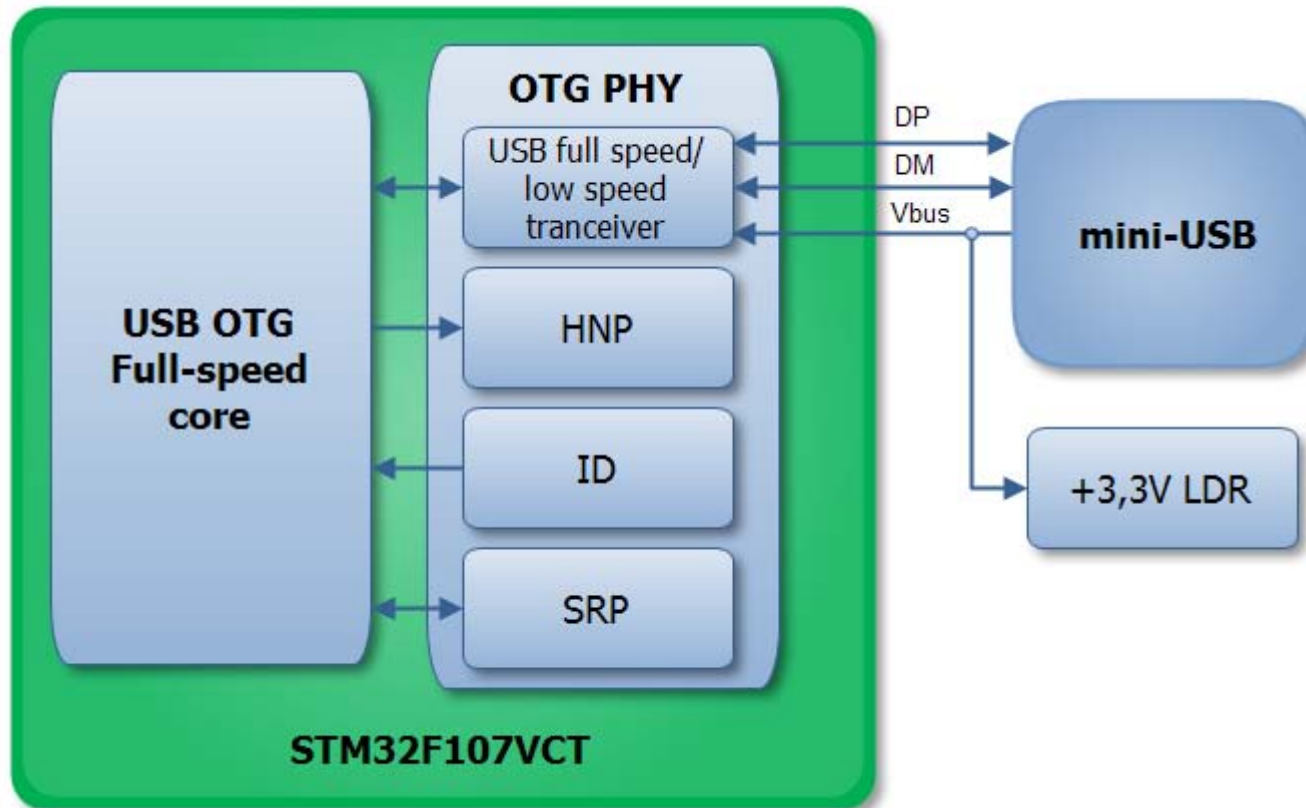 OTG PHY
USB full speed/
low speed
tranceiver
DP
DM
Vbus
mini-USB
USB OTG
Full-speed
core
HNP
ID
SRP
+3,3V LDR
STM32F107VCT